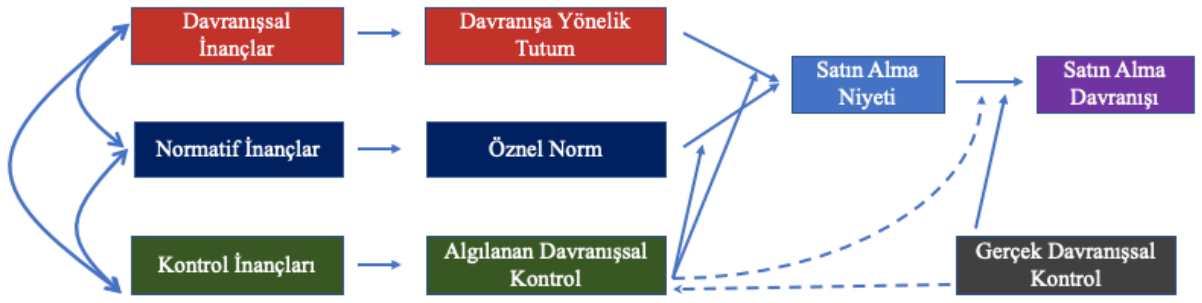 Davranışsal
İnançlar
Davranışa Yönelik
Tutum
Satın Alma
Niyeti
Satın Alma
Davranışı
Normatif İnançlar
Öznel Norm
Kontrol İnançları
Algılanan Davranışsal
Kontrol
Gerçek Davranışsal
Kontrol